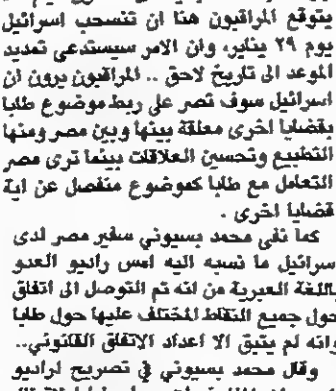 يتوقع المراقبون هنا ان تنسحب اسرائيل
يوم ٢٩ يناير، وان الامر سيستدعي تمديد
الموعد الى تاريخ لاحق .. المراقبون يرون ان
اسرائيل سوف تصر على ربط موضوع طابا
بقضايا اخرى معلقة بينها وبين مصر ومنها
التطبيع وتحسين العلاقات بينما ترى مصر
التعامل مع طابا كموضوع منفصل عن اية
قضايا اخرى .
كما نفى محمد بسيوني سفير مصر لدى
سرائيل ما نسبه اليه امس راديو العدو
باللغة العبرية من انه تم التوصل الى اتفاق
حول جميع النقاط المختلف عليها حول طابا
وانه لم يتبق الا اعداد الاتفاق القانوني..
وقال محمد بسيوني في تصريح لراديو